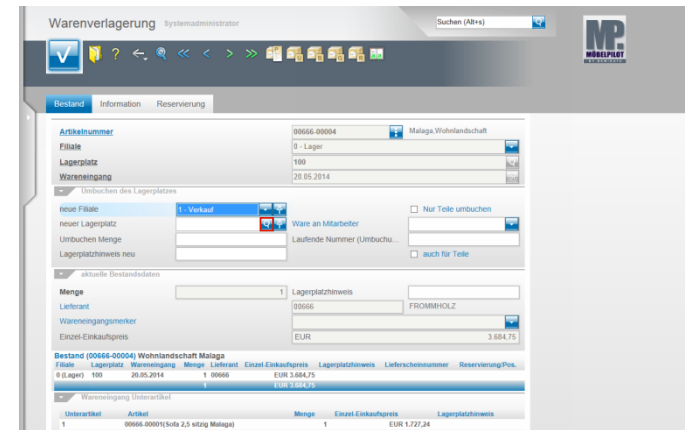 Warenverlagerung Systemadministrator
Suchen (Alt+s)
MP.
MÖBELPILOT
Bestand Information Reservierung
Artikelnummer 00666-00004 Malaga,Wohnlandschaft
Filiale 0 - Lager
Lagerplatz 100
Wareneingang 20.05.2014
Umbuchen des Lagerplatzes
neue Filiale 1 - Verkauf Nur Teile umbuchen
neuer Lagerplatz Ware an Mitarbeiter
Umbuchen Menge Laufende Nummer (Umbuchu...
Lagerplatzhinweis neu auch für Teile
aktuelle Bestandsdaten
Menge 1 Lagerplatzhinweis
Lieferant 00666 FROMMHOLZ
Wareneingangsmerker
Einzel-Einkaufspreis EUR 3.684,75
Bestand (00666-00004) Wohnlandschaft Malaga
Filiale Lagerplatz Wareneingang Menge Lieferant Einzel-Einkaufspreis Lagerplatzhinweis Lieferscheinnummer Reservierung/Pos.
0 (Lager) 100 20.05.2014 1 00666 EUR 3.684,75
1 EUR 3.684,75
Wareneingang Unterartikel
Unterartikel Artikel Menge Einzel-Einkaufspreis Lagerplatzhinweis
1 00666-00001(Sofa 2,5 sitzig Malaga) 1 EUR 1.727,24